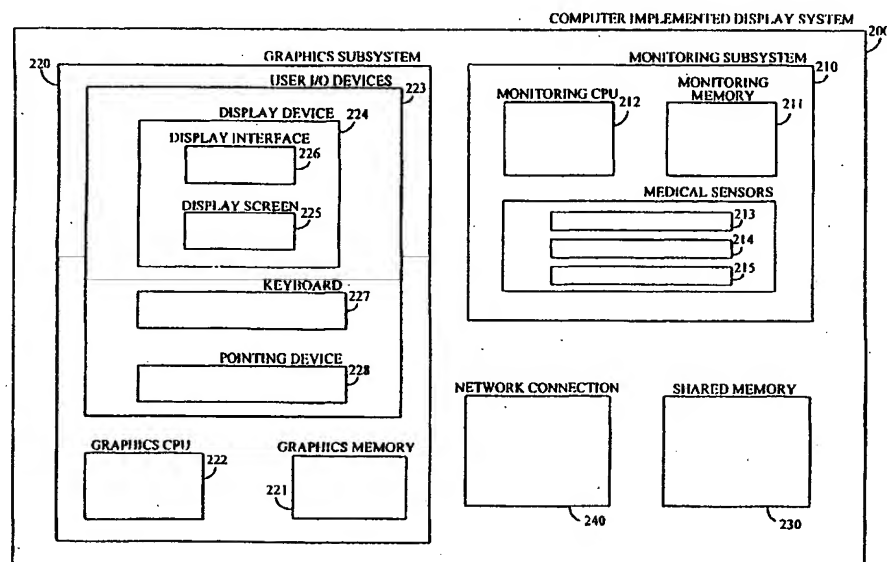 COMPUTER IMPLEMENTED DISPLAY SYSTEM
200
GRAPHICS SUBSYSTEM
220
USER I/O DEVICES
223
DISPLAY DEVICE
224
DISPLAY INTERFACE
226
DISPLAY SCREEN
225
KEYBOARD
227
POINTING DEVICE
228
GRAPHICS CPU
222
GRAPHICS MEMORY
221
MONITORING SUBSYSTEM
210
MONITORING CPU
212
MONITORING
MEMORY
211
MEDICAL SENSORS
213
214
215
NETWORK CONNECTION
240
SHARED MEMORY
230